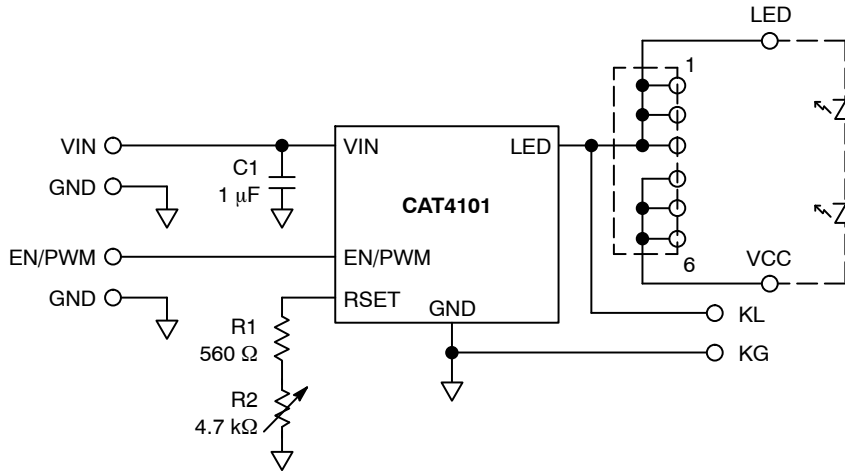 LED
1
VIN
C1
1 μF
VIN
LED
GND
CAT4101
EN/PWM
EN/PWM
VCC
6
GND
RSET
GND
KL
R1
560 Ω
KG
R2
4.7 kΩ